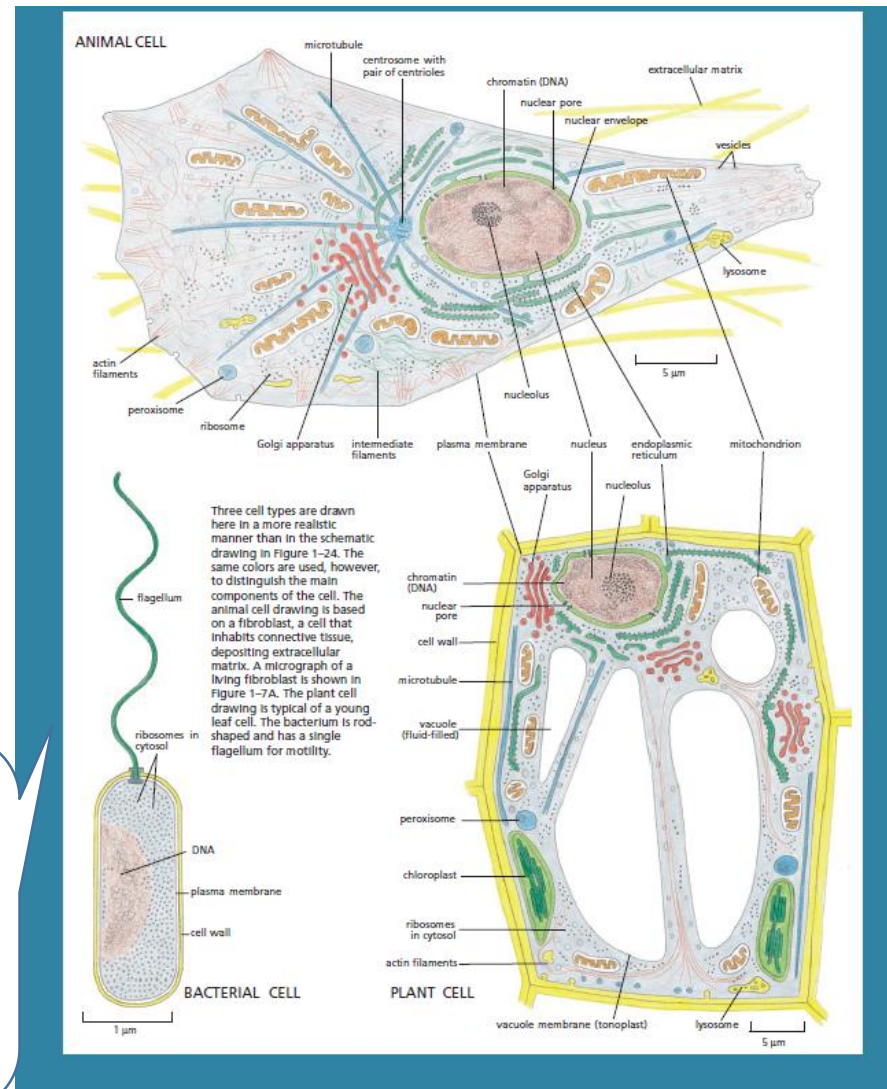 ANIMAL CELL
microtubule
centrosome with
pair of centrioles
chromatin (DNA)
nuclear pore
nuclear envelope
extracellular matrix
vesicles
lysosome
5 µm
actin
filaments
peroxisome
ribosome
Golgi apparatus
intermediate
filaments
plasma membrane
nucleolus
nucleus
endoplasmic
reticulum
mitochondrion
flagellum
ribosomes in
cytosol
DNA
plasma membrane
cell wall
BACTERIAL CELL
1 µm
Three cell types are drawn
here in a more realistic
manner than in the schematic
drawing in Figure 1–24. The
same colors are used, however,
to distinguish the main
components of the cell. The
animal cell drawing is based
on a fibroblast, a cell that
inhabits connective tissue,
depositing extracellular
matrix. A micrograph of a
living fibroblast is shown in
Figure 1–7A. The plant cell
drawing is typical of a young
leaf cell. The bacterium is rod-
shaped and has a single
flagellum for motility.
Golgi
apparatus
nucleolus
chromatin
(DNA)
nuclear
pore
cell wall
microtubule
vacuole
(fluid-filled)
peroxisome
chloroplast
ribosomes
in cytosol
actin filaments
PLANT CELL
vacuole membrane (tonoplast)
lysosome
5 µm